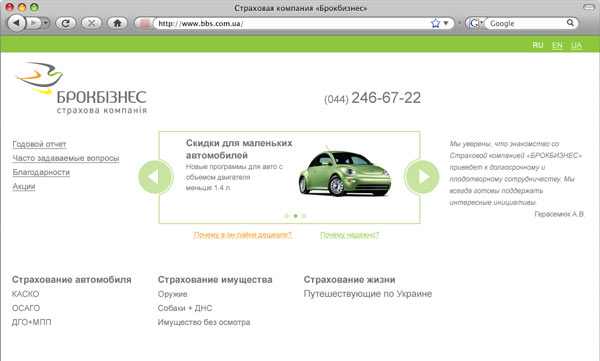 Страховая компания «Брокбизнес»
http://www.bbs.com.ua/
Google
RU EN UA
БРОКБІЗНЕС
страхова компанія
(044) 246-67-22
Годовой отчет
Часто задаваемые вопросы
Благодарности
Акции
Скидки для маленьких
автомобилей
Новые программы для авто с
объемом двигателя
меньше 1.4 л.
Почему в он-лайне дешевле?
Почему надежно?
Мы уверены, что знакомство со
Страховой компанией «БРОКБИЗНЕС»
приведет к долгосрочному и
плодотворному сотрудничеству. Мы
всегда готовы поддержать
интересные инициативы.
Герасемюк А.В.
Страхование автомобиля
КАСКО
ОСАГО
ДГО+МПП
Страхование имущества
Оружие
Собаки + ДНС
Имущество без осмотра
Страхование жизни
Путешествующие по Украине